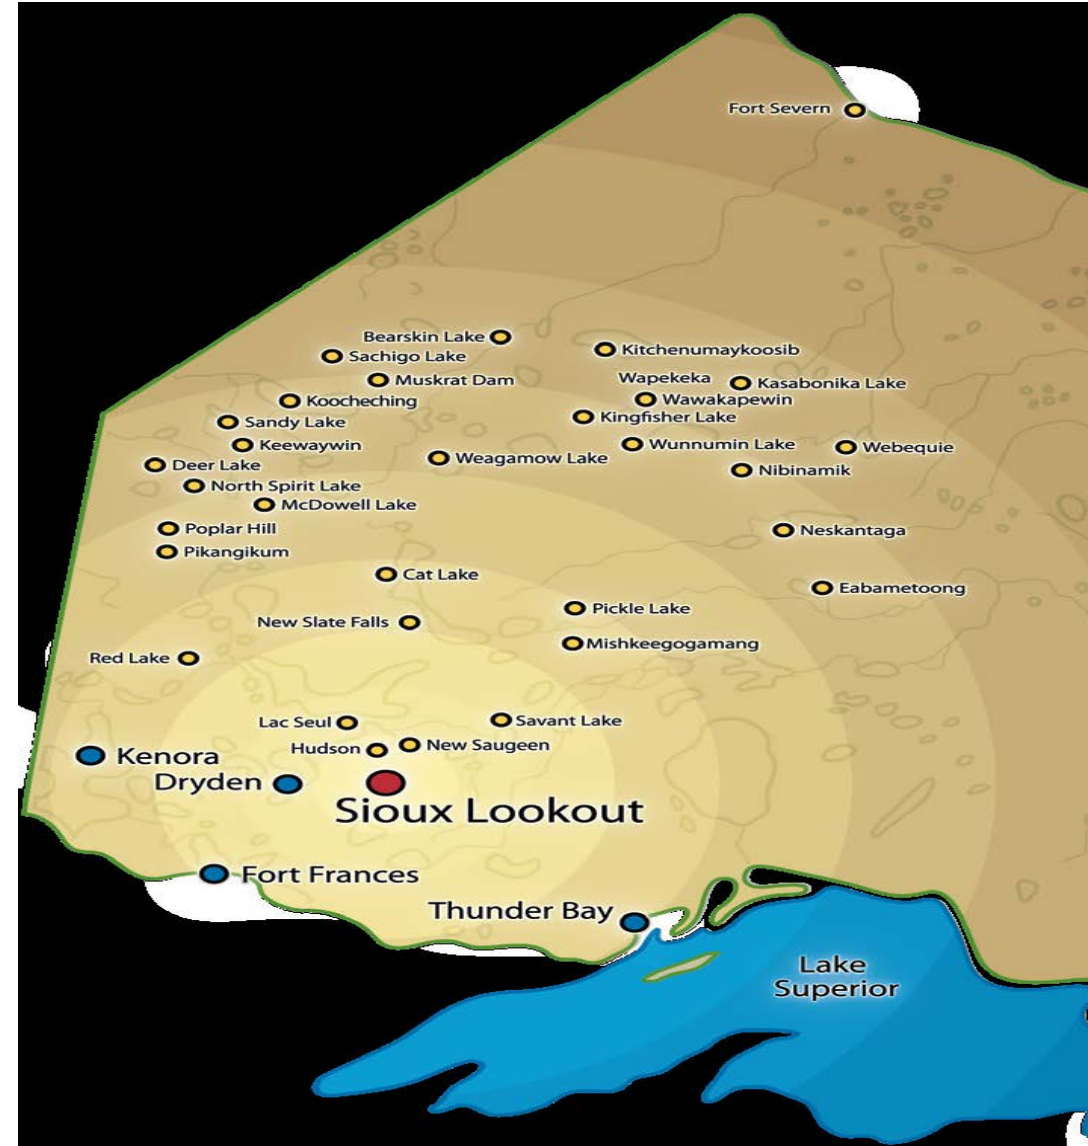 Fort Severn
Bearskin Lake
Sachigo Lake
Kitchenumaykoosib
Muskrat Dam
Wapekeka
Kasabonika Lake
Koocheching
Wawakapewin
Sandy Lake
Kingfisher Lake
Keewaywin
Wunnumin Lake
Webequie
Deer Lake
Weagamow Lake
Nibinamik
North Spirit Lake
McDowell Lake
Poplar Hill
Neskantaga
Pikangikum
Cat Lake
Eabametoong
Pickle Lake
New Slate Falls
Mishkeegogamang
Red Lake
Lac Seul
Savant Lake
Hudson
New Saugeen
Kenora
Dryden
Sioux Lookout
Fort Frances
Thunder Bay
Lake
Superior